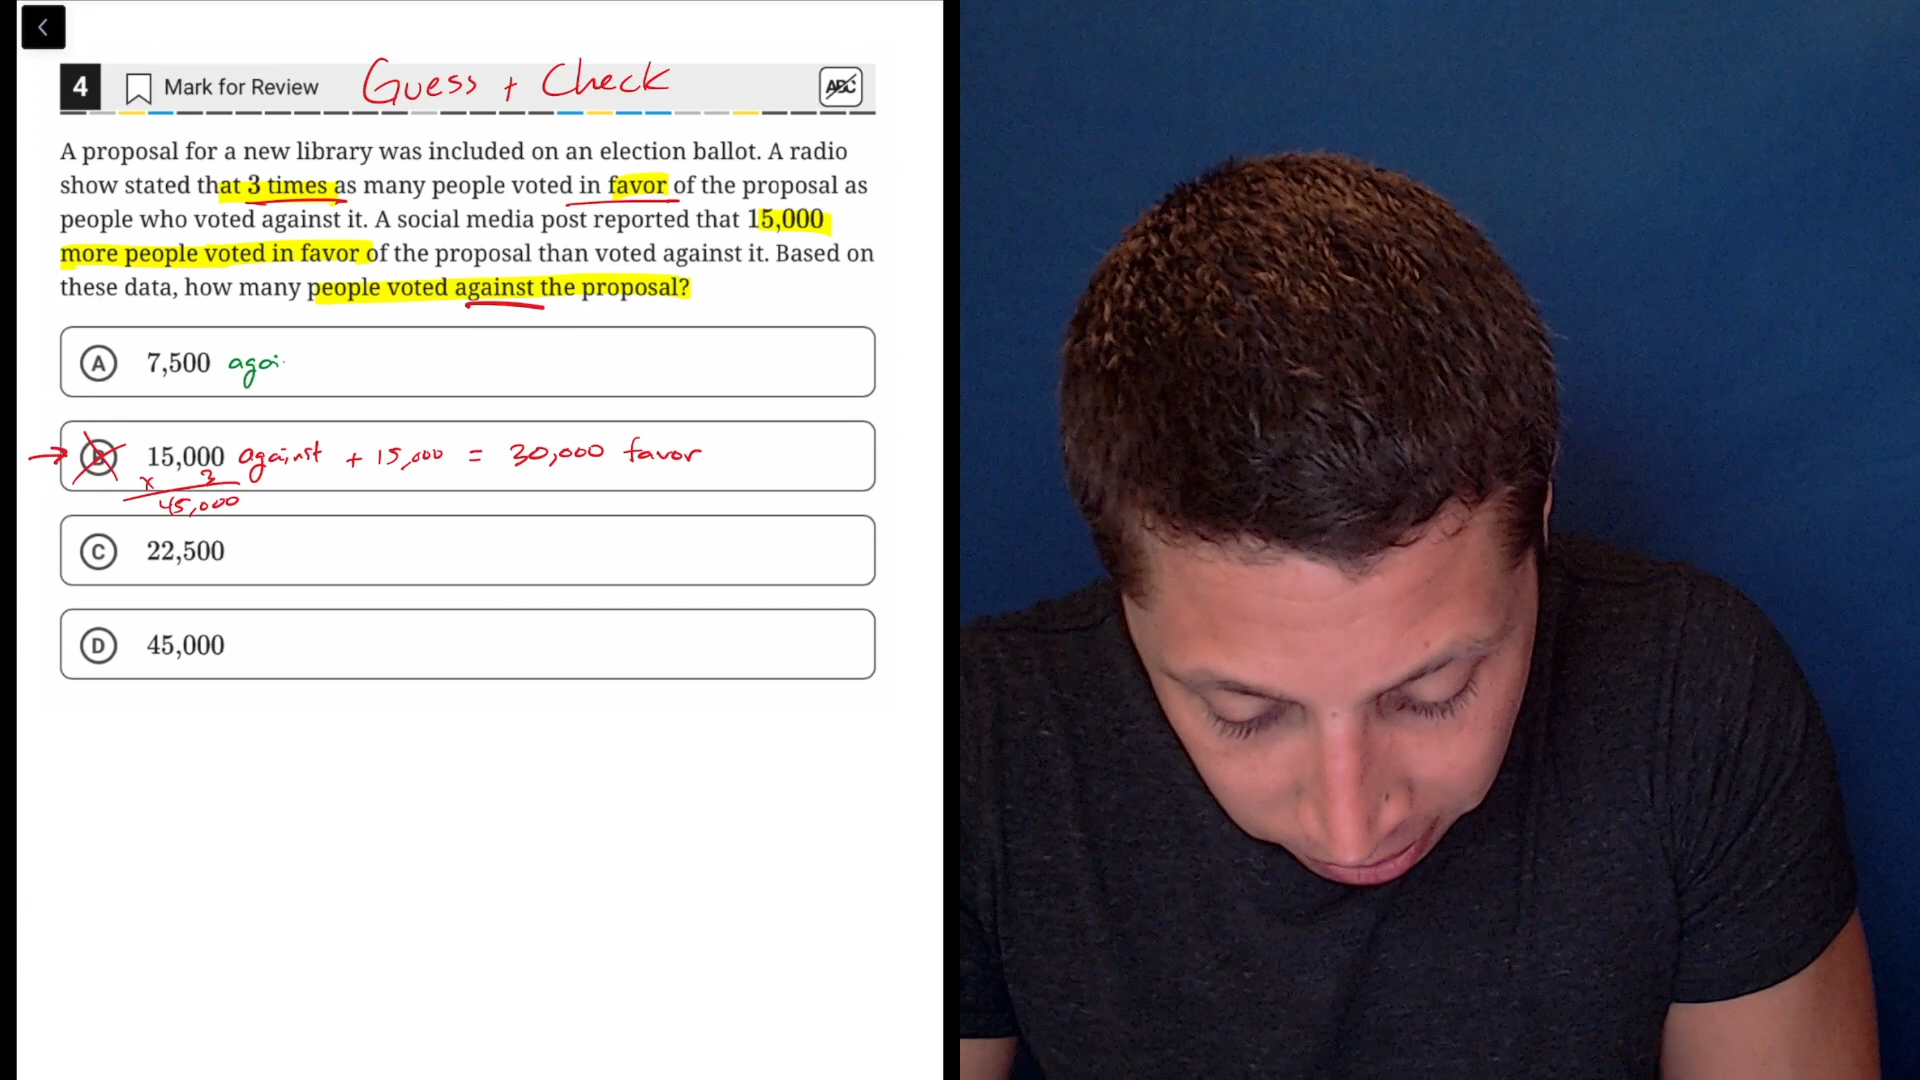 4 Mark for Review Guess + Check ABC
A proposal for a new library was included on an election ballot. A radio
show stated that 3 times as many people voted in favor of the proposal as
people who voted against it. A social media post reported that 15,000
more people voted in favor of the proposal than voted against it. Based on
these data, how many people voted against the proposal?
A 7,500 agai
B 15,000 against + 15,000 = 30,000 favor
x 3
45,000
C 22,500
D 45,000